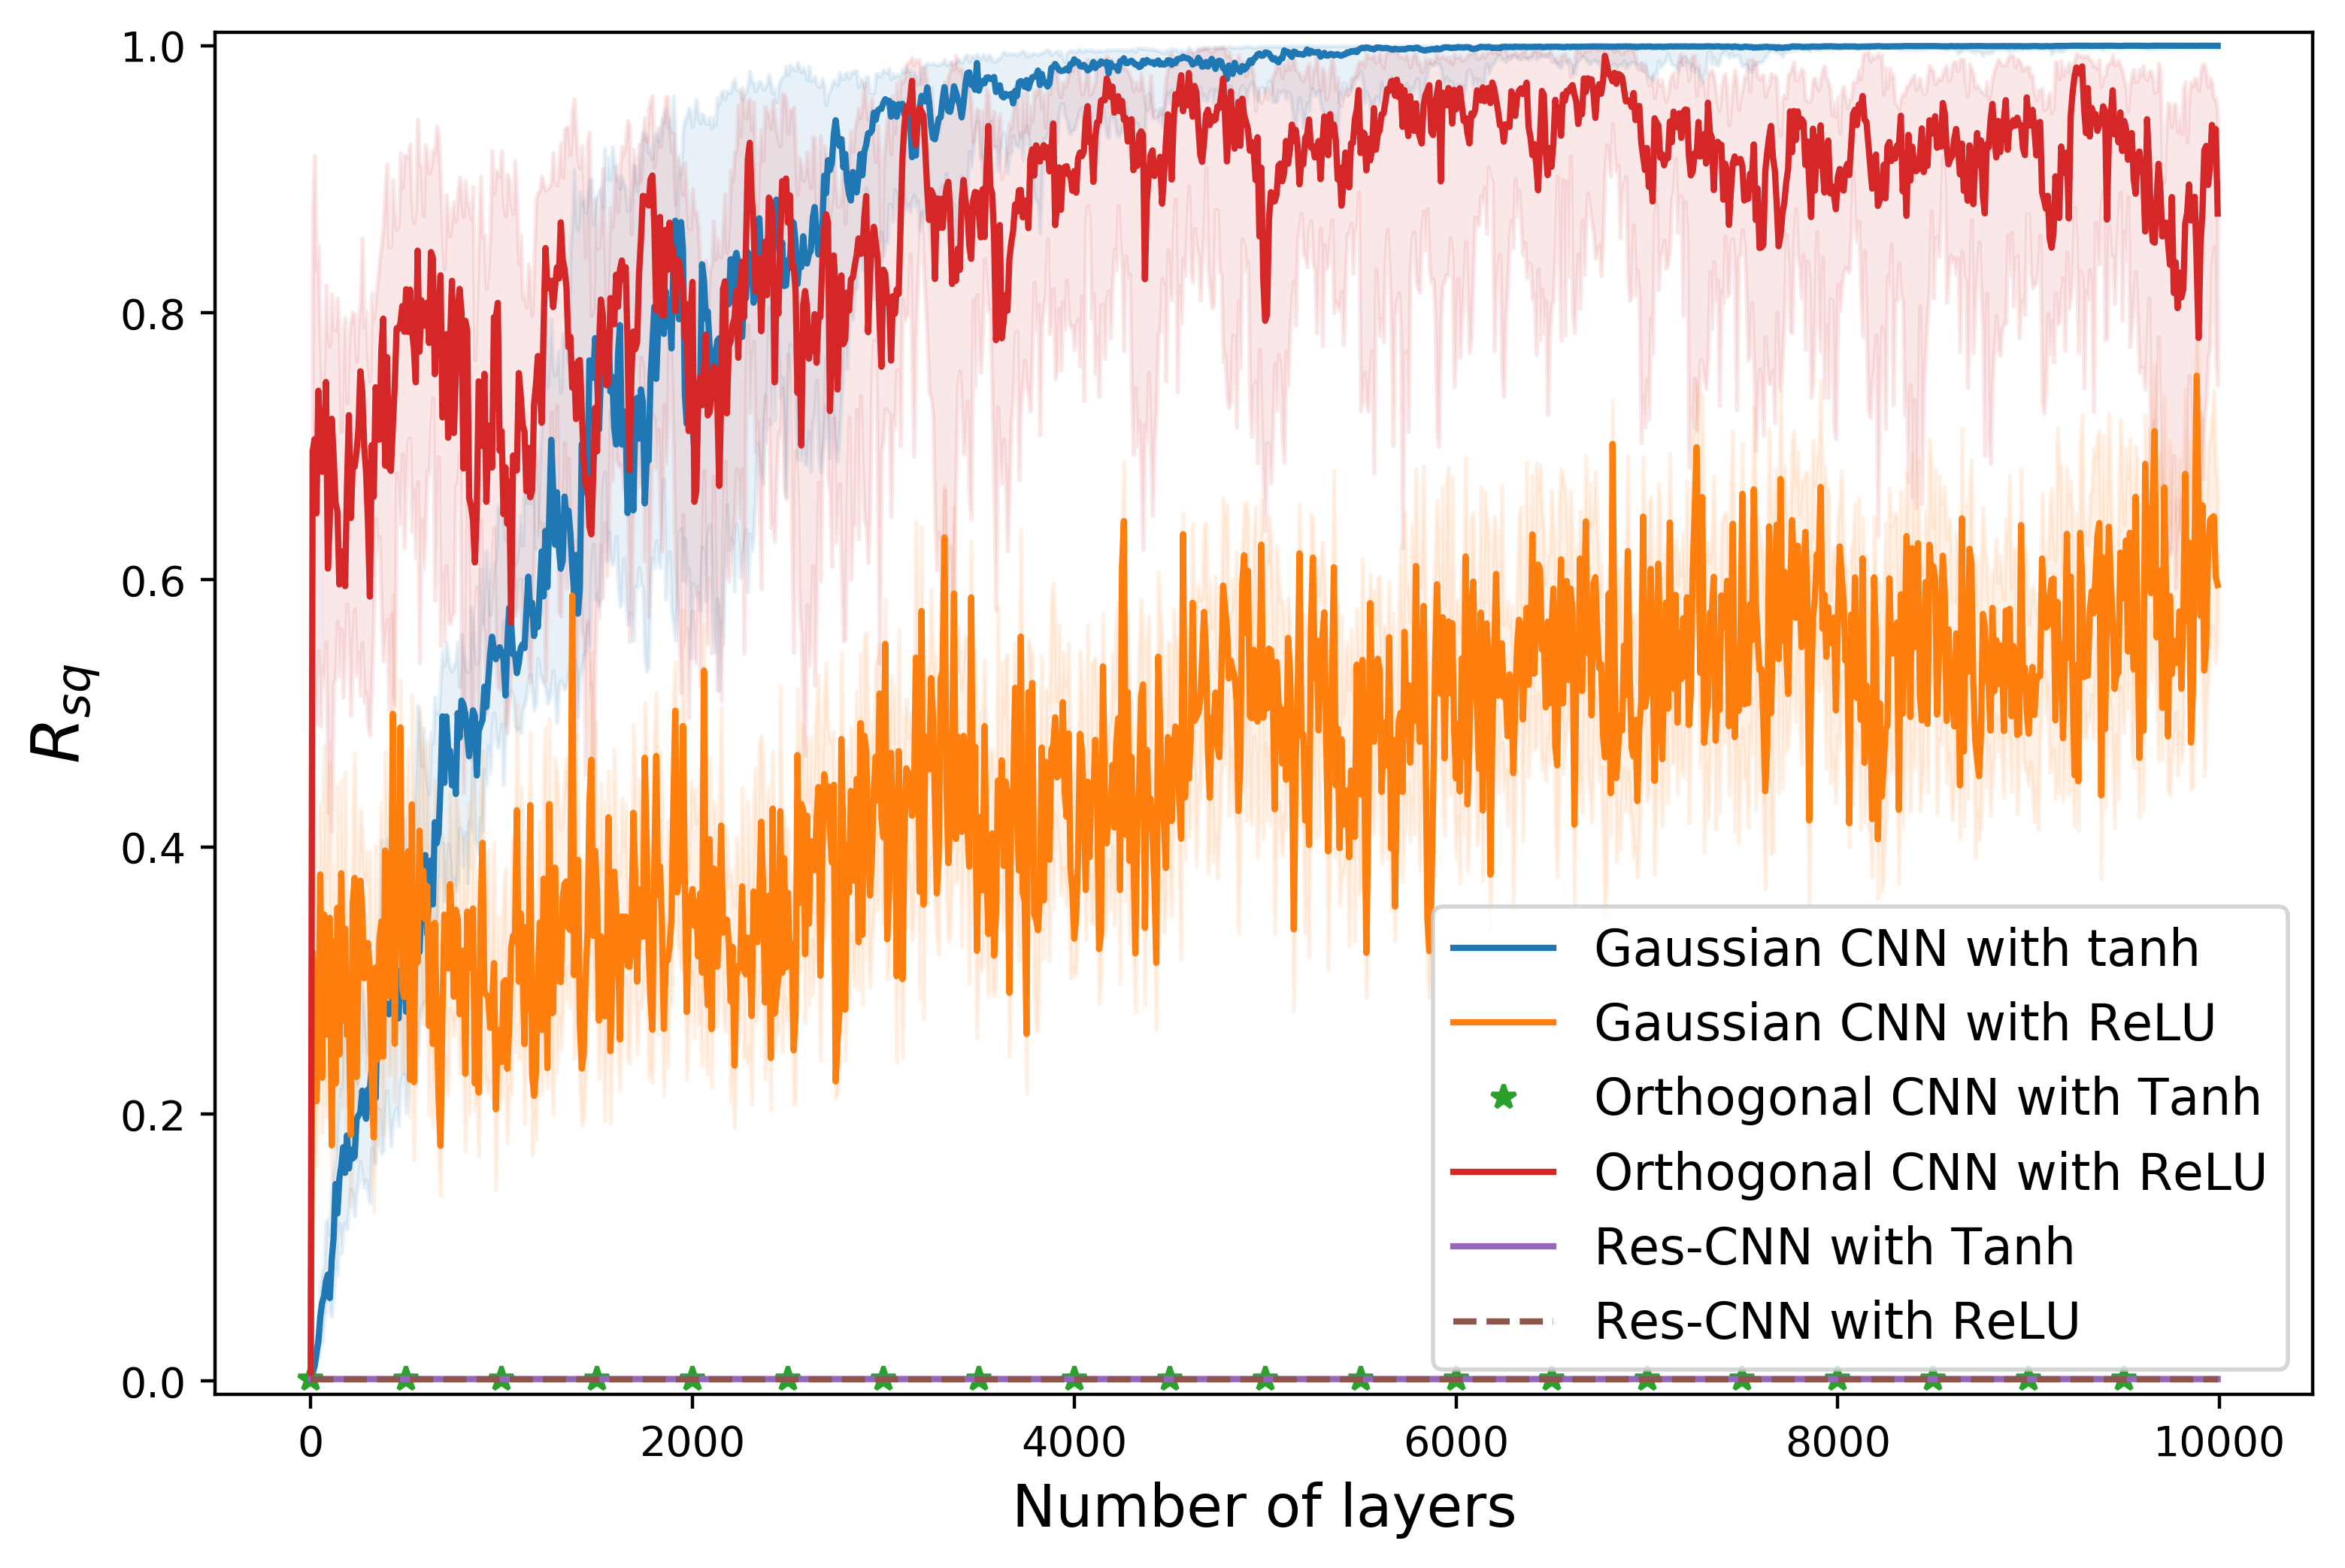 1.0
0.8
0.6
0.4
0.2
0.0
R_sq
0 2000 4000 6000 8000 10000
Number of layers
Gaussian CNN with tanh
Gaussian CNN with ReLU
Orthogonal CNN with Tanh
Orthogonal CNN with ReLU
Res-CNN with Tanh
Res-CNN with ReLU